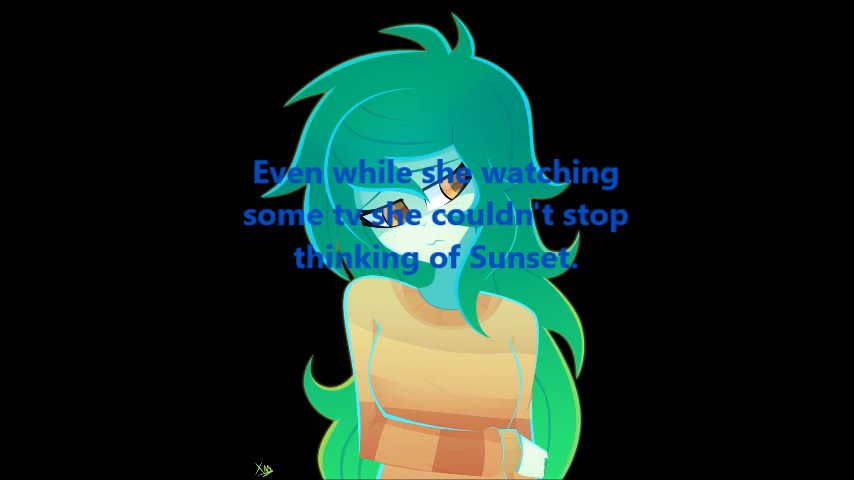 Even while she watching
some tv she couldn't stop
thinking of Sunset.